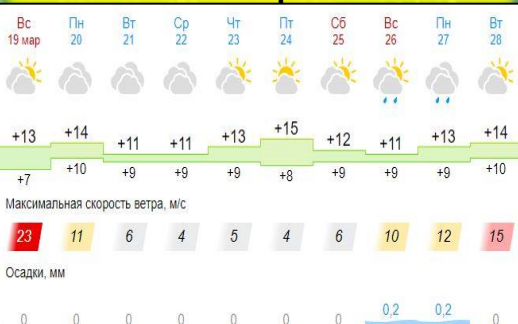 Вс Пн Вт Ср Чт Пт Сб Вс Пн Вт
19 мар 20 21 22 23 24 25 26 27 28
+13 +14 +11 +11 +13 +15 +12 +11 +13 +14
+7 +10 +9 +9 +9 +8 +9 +9 +9 +10
Максимальная скорость ветра, м/с
23 11 6 4 5 4 6 10 12 15
Осадки, мм
0 0 0 0 0 0 0 0,2 0,2 0